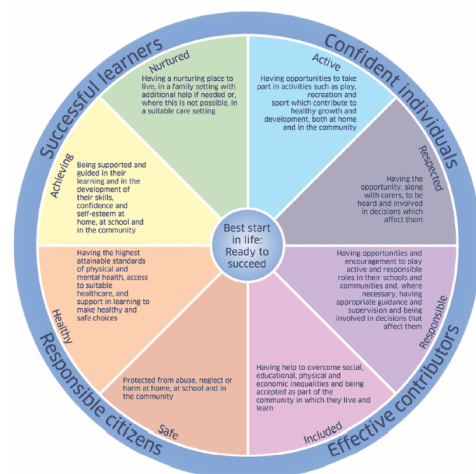 Successful learners
Confident individuals
Nurtured
Having a nurturing place to
live, in a family setting with
additional help if needed or,
where this is not possible, in
a suitable care setting
Active
Having opportunities to take
part in activities such as play,
recreation and
sport which contribute to
healthy growth and
development, both at home
and in the community
Respected
Having the
opportunity, along
with carers, to
be heard and involved
in decisions which
affect them
Responsible
Having opportunities and
encouragement to play
active and responsible
roles in their schools and
communities and, where
necessary, having
appropriate guidance and
supervision and being
involved in decisions that
affect them
Included
Having help to overcome social,
educational, physical and
economic inequalities and being
accepted as part of the
community in which they live and
learn
Safe
Protected from abuse, neglect or
harm at home, at school and in
the community
Healthy
Having the highest
attainable standards
of physical and
mental health, access
to suitable
healthcare, and
support in learning to
make healthy and
safe choices
Achieving
Being supported and
guided in their
learning and in the
development of
their skills,
confidence and
self-esteem at
home, at school and
in the community
Best start
in life:
Ready to
succeed
Responsible citizens
Effective contributors